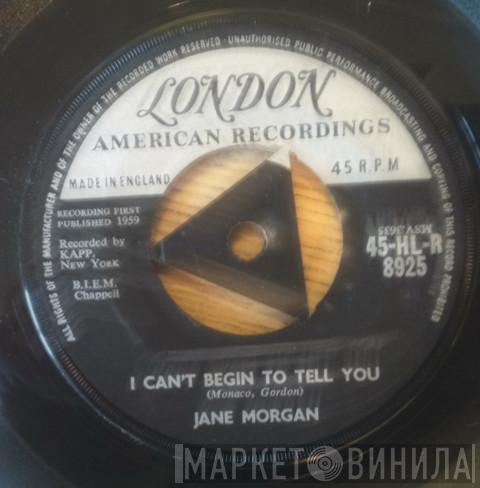 ALL RIGHTS OF THE MANUFACTURER AND OF THE OWNER OF THE RECORDED WORK RESERVED · UNAUTHORISED PUBLIC PERFORMANCE, BROADCASTING AND COPYING OF THIS RECORD PROHIBITED
LONDON
AMERICAN RECORDINGS
MADE IN ENGLAND
45 R.P.M
RECORDING FIRST
PUBLISHED 1959
Recorded by
KAPP,
New York
B.I.E.M.
Chappell
MSV.3635
45-HL-R
8925
I CAN'T BEGIN TO TELL YOU
(Monaco, Gordon)
JANE MORGAN
МАРКЕТ ВИНИЛА